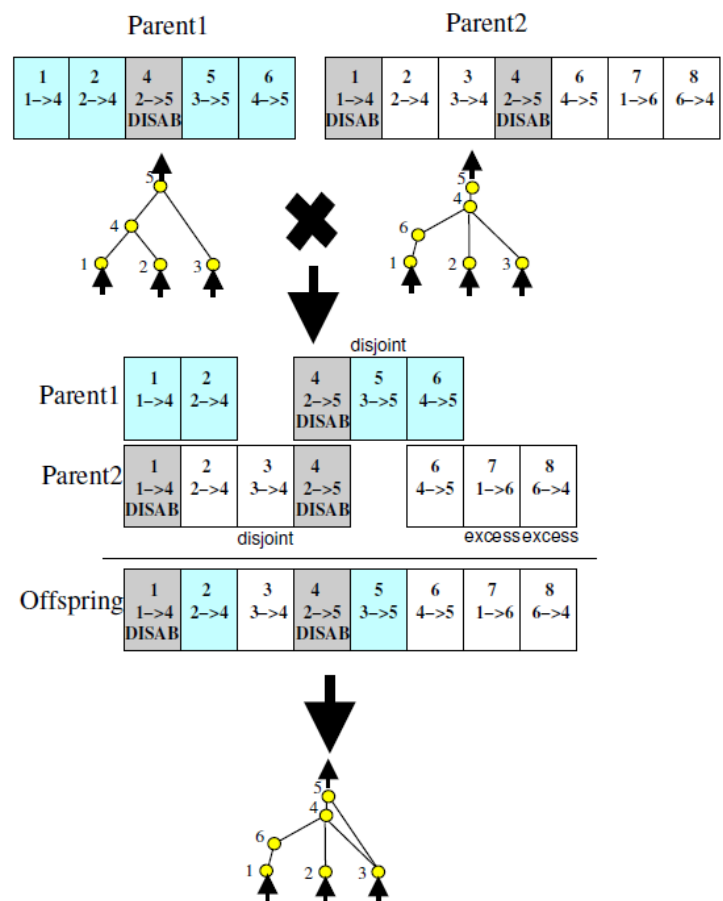 Parent1 Parent2
1 2 4 5 6 1 2 3 4 6 7 8
1->4 2->4 2->5 3->5 4->5 1->4 2->4 3->4 2->5 4->5 1->6 6->4
DISAB DISAB DISAB
5 5
4 4
6
1 2 3 1 2 3
disjoint
1 2 4 5 6
Parent1 1->4 2->4 2->5 3->5 4->5
DISAB
1 2 3 4 6 7 8
Parent2 1->4 2->4 3->4 2->5 4->5 1->6 6->4
DISAB DISAB
disjoint excess excess
1 2 3 4 5 6 7 8
Offspring 1->4 2->4 3->4 2->5 3->5 4->5 1->6 6->4
DISAB DISAB
5
4
6
1 2 3